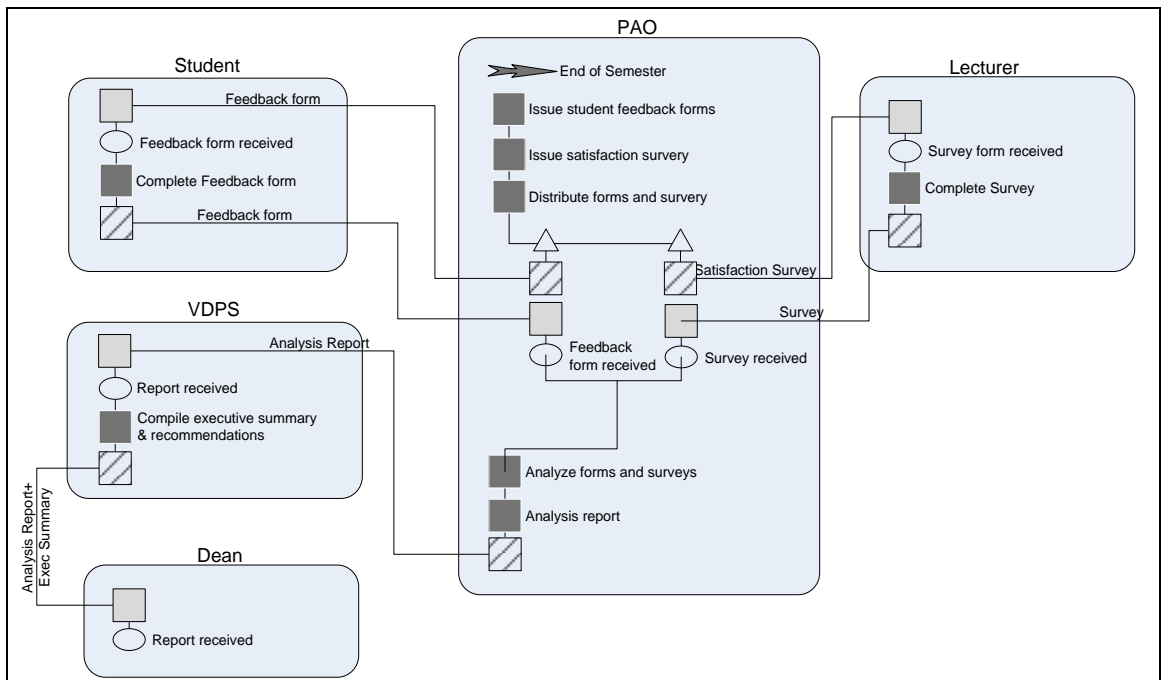 PAO
End of Semester
Issue student feedback forms
Issue satisfaction survery
Distribute forms and survery
Satisfaction Survey
Survey
Feedback
form received
Survey received
Analyze forms and surveys
Analysis report
Student
Feedback form
Feedback form received
Complete Feedback form
Feedback form
Lecturer
Survey form received
Complete Survey
VDPS
Analysis Report
Report received
Compile executive summary
& recommendations
Analysis Report+
Exec Summary
Dean
Report received